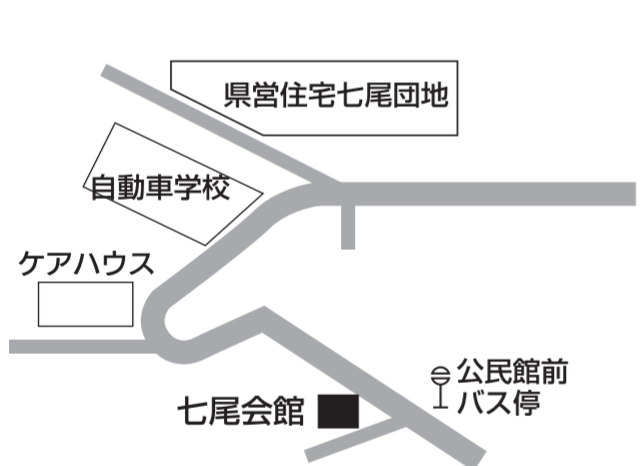 県営住宅七尾団地
自動車学校
ケアハウス
公民館前
バス停
七尾会館